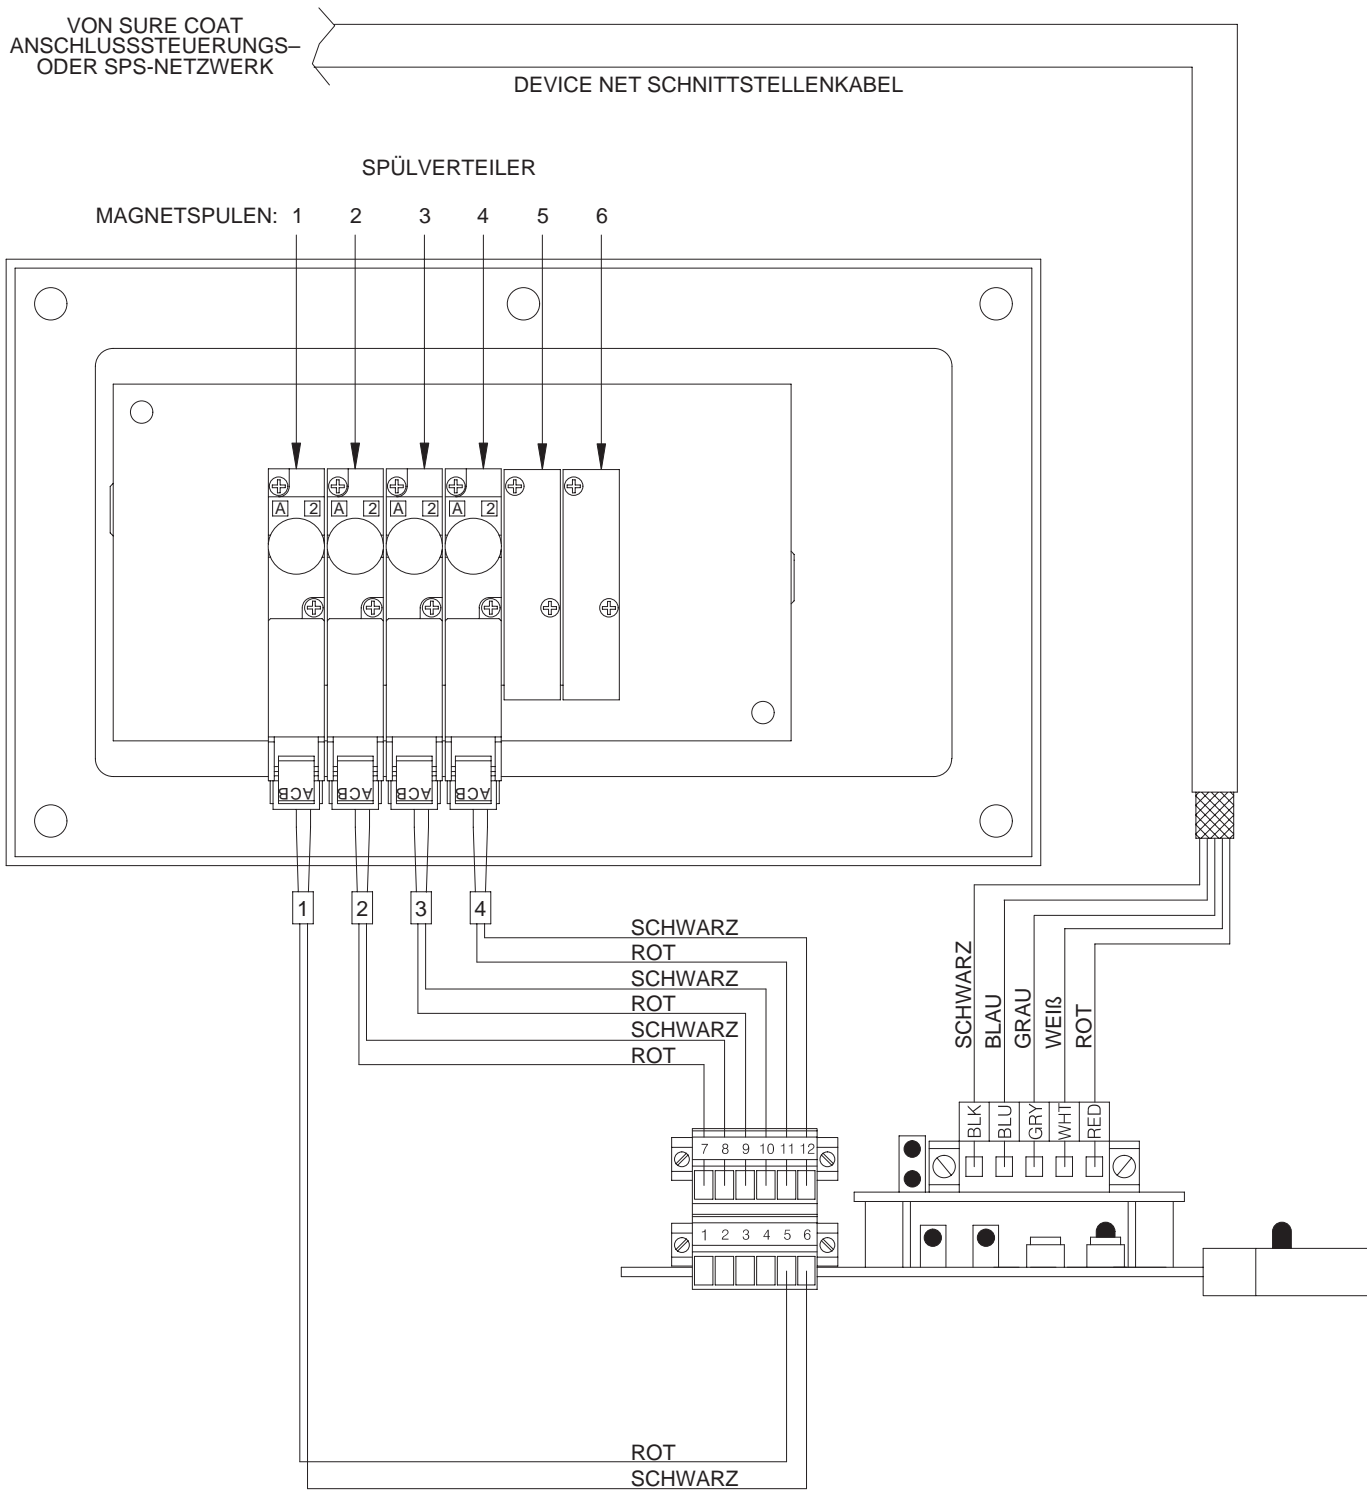 VON SURE COAT
ANSCHLUSSSTEUERUNGS–
ODER SPS-NETZWERK
DEVICE NET SCHNITTSTELLENKABEL
SPÜLVERTEILER
MAGNETSPULEN: 1 2 3 4 5 6
A 2 A 2 A 2 A 2
ACB ACB ACB ACB
1 2 3 4
SCHWARZ
ROT
SCHWARZ
ROT
SCHWARZ
ROT
SCHWARZ
BLAU
GRAU
WEIß
ROT
BLK
BLU
GRY
WHT
RED
7 8 9 10 11 12
1 2 3 4 5 6
ROT
SCHWARZ